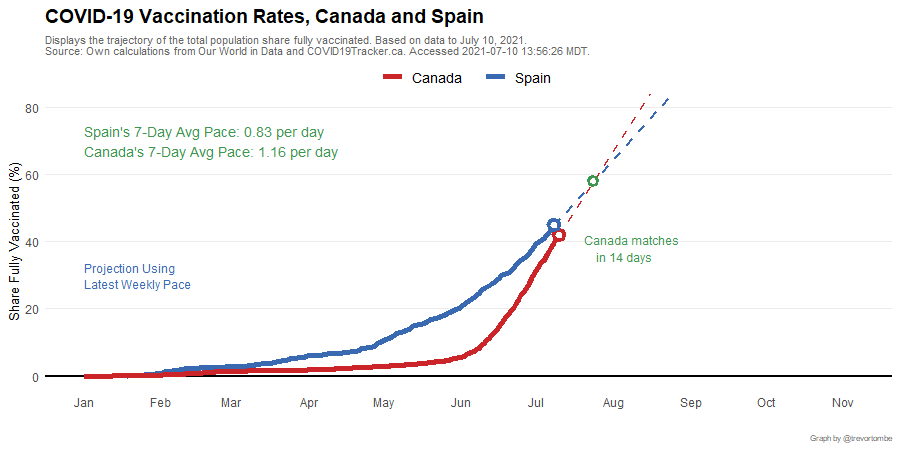 COVID-19 Vaccination Rates, Canada and Spain
Displays the trajectory of the total population share fully vaccinated. Based on data to July 10, 2021.
Source: Own calculations from Our World in Data and COVID19Tracker.ca. Accessed 2021-07-10 13:56:26 MDT.
Canada Spain
80
Spain's 7-Day Avg Pace: 0.83 per day
Canada's 7-Day Avg Pace: 1.16 per day
60
Share Fully Vaccinated (%)
Canada matches
in 14 days
40
Projection Using
Latest Weekly Pace
20
0
Jan Feb Mar Apr May Jun Jul Aug Sep Oct Nov
Graph by @trevortombe